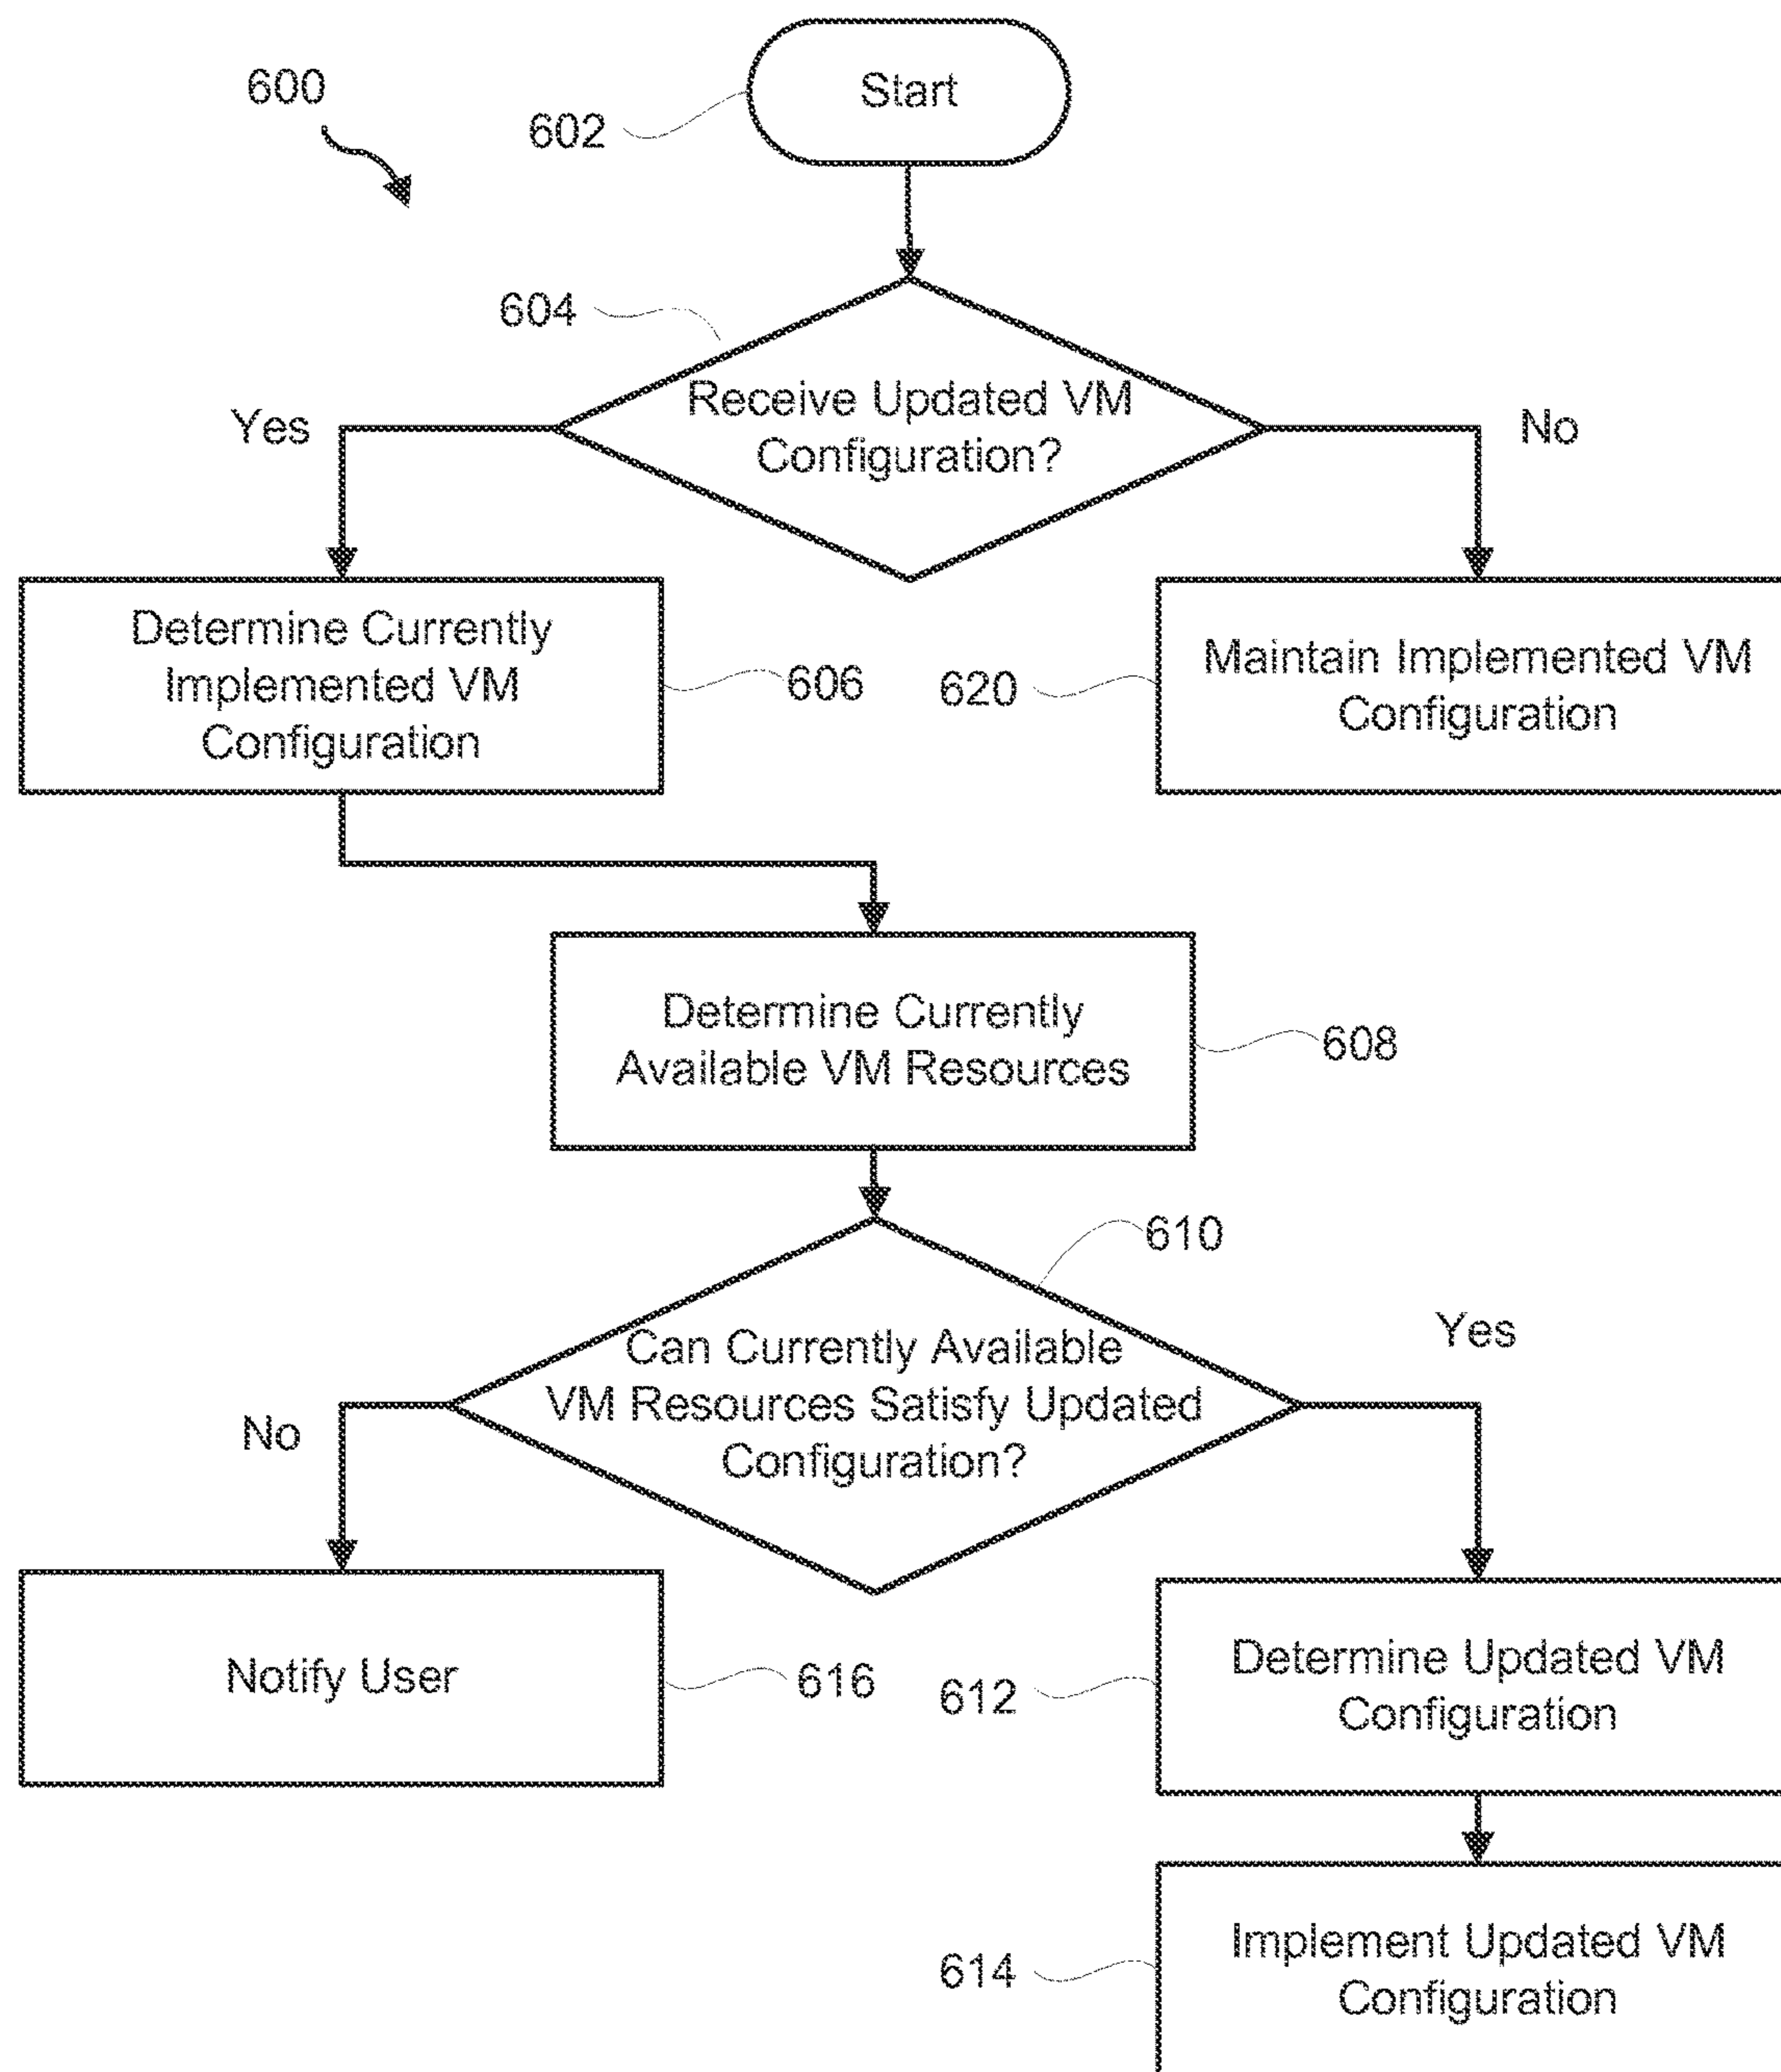 600
Start
602
604
Receive Updated VM
Configuration?
Yes
No
Determine Currently
Implemented VM
Configuration
606
620
Maintain Implemented VM
Configuration
Determine Currently
Available VM Resources
608
610
Can Currently Available
VM Resources Satisfy Updated
Configuration?
No
Yes
Notify User
616
612
Determine Updated VM
Configuration
614
Implement Updated VM
Configuration